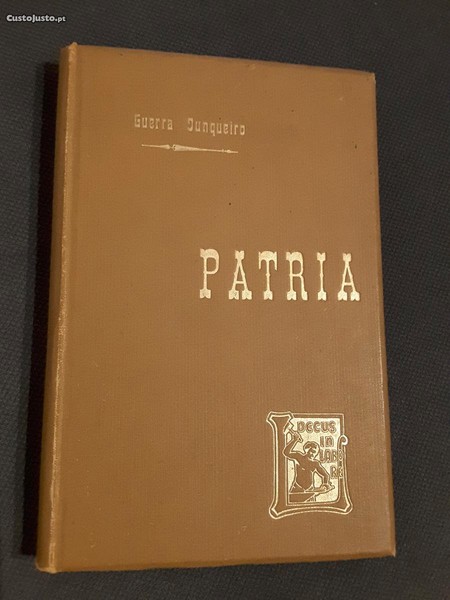 CustoJusto.pt
Guerra Junqueiro
PATRIA
DECUS
IN
LABO
RE